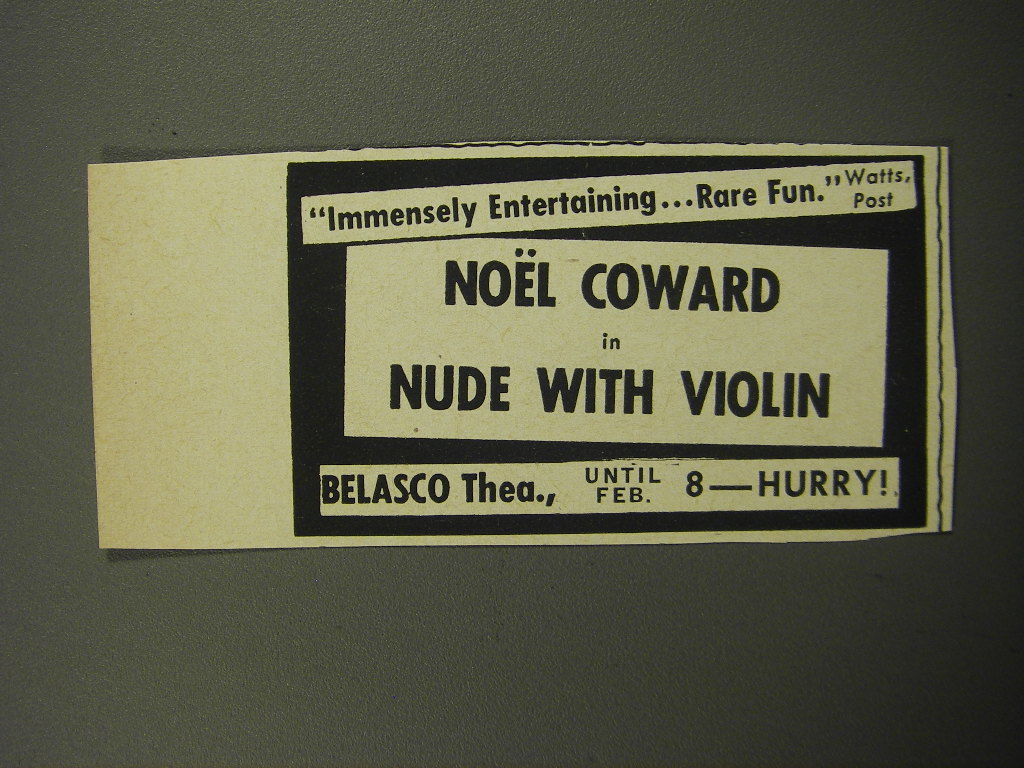 "Immensely Entertaining...Rare Fun." Watts, Post
NOËL COWARD
in
NUDE WITH VIOLIN
BELASCO Thea., UNTIL FEB. 8—HURRY!